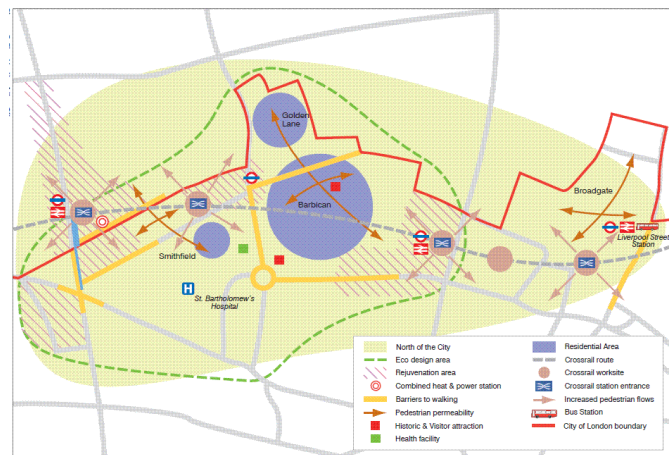 Golden
Lane
Barbican
Broadgate
Liverpool Street
Station
Smithfield
H
St. Bartholomew's
Hospital
North of the City
Eco design area
Rejuvenation area
Combined heat & power station
Barriers to walking
Pedestrian permeability
Historic & Visitor attraction
Health facility
Residential Area
Crossrail route
Crossrail worksite
Crossrail station entrance
Increased pedestrian flows
Bus Station
City of London boundary